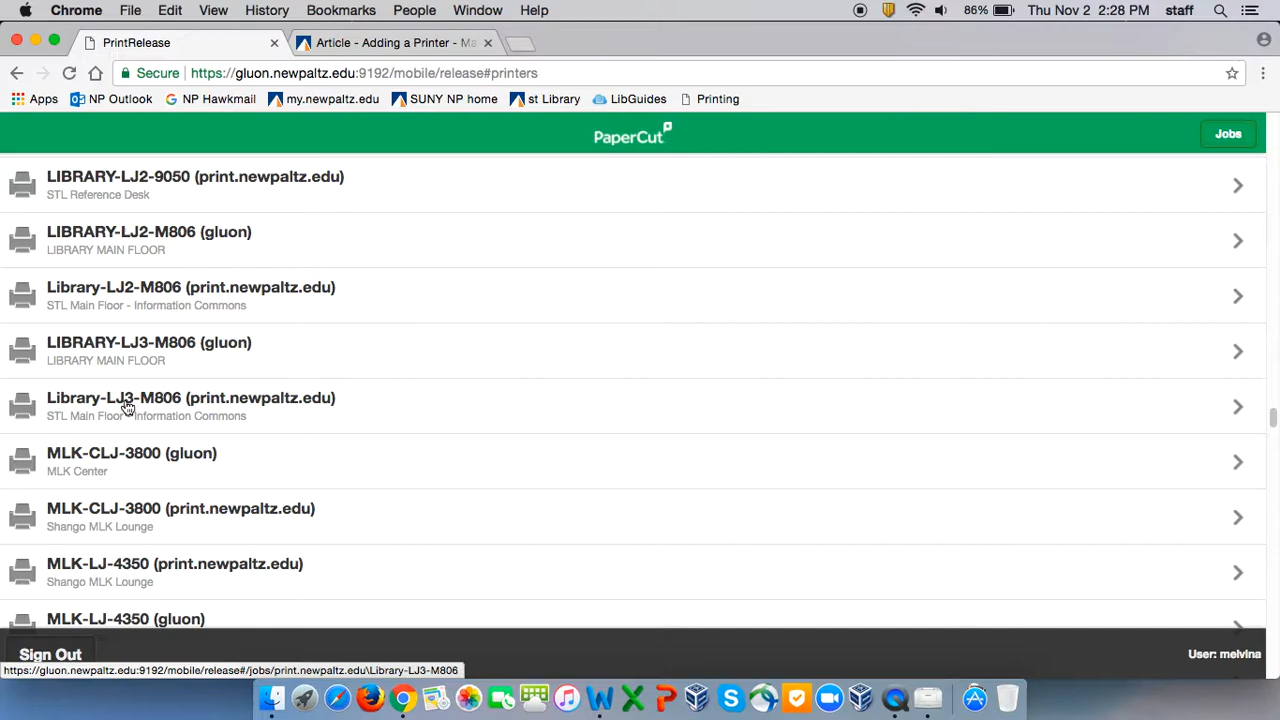 Chrome File Edit View History Bookmarks People Window Help 86% Thu Nov 2 2:28 PM staff
PrintRelease Article - Adding a Printer - Ma
Secure https://gluon.newpaltz.edu:9192/mobile/release#printers
Apps NP Outlook NP Hawkmail my.newpaltz.edu SUNY NP home st Library LibGuides Printing
PaperCut Jobs
LIBRARY-LJ2-9050 (print.newpaltz.edu)
STL Reference Desk
LIBRARY-LJ2-M806 (gluon)
LIBRARY MAIN FLOOR
Library-LJ2-M806 (print.newpaltz.edu)
STL Main Floor - Information Commons
LIBRARY-LJ3-M806 (gluon)
LIBRARY MAIN FLOOR
Library-LJ3-M806 (print.newpaltz.edu)
STL Main Floor - Information Commons
MLK-CLJ-3800 (gluon)
MLK Center
MLK-CLJ-3800 (print.newpaltz.edu)
Shango MLK Lounge
MLK-LJ-4350 (print.newpaltz.edu)
Shango MLK Lounge
MLK-LJ-4350 (gluon)
Sign Out User: melvina
https://gluon.newpaltz.edu:9192/mobile/release#/jobs/print.newpaltz.edu\Library-LJ3-M806